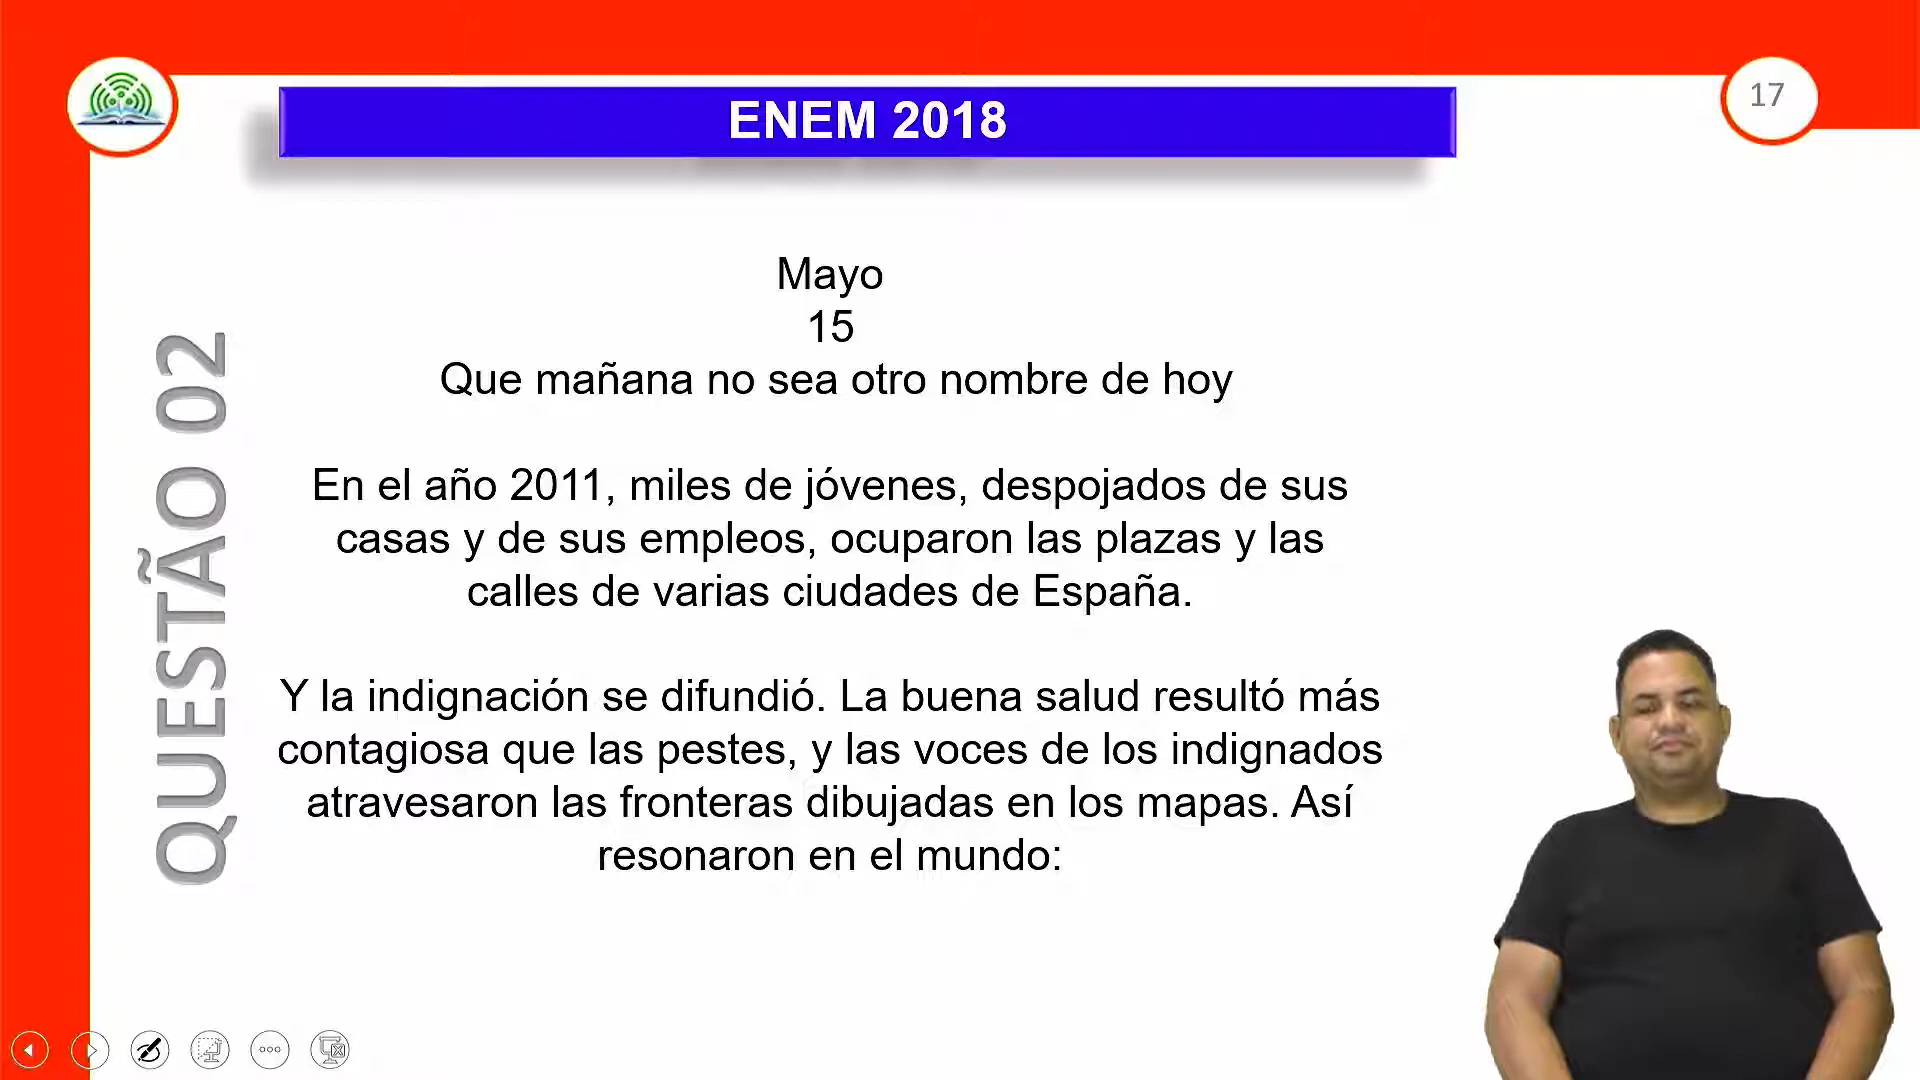 17
ENEM 2018
QUESTÃO 02
Mayo
15
Que mañana no sea otro nombre de hoy
En el año 2011, miles de jóvenes, despojados de sus
casas y de sus empleos, ocuparon las plazas y las
calles de varias ciudades de España.
Y la indignación se difundió. La buena salud resultó más
contagiosa que las pestes, y las voces de los indignados
atravesaron las fronteras dibujadas en los mapas. Así
resonaron en el mundo: